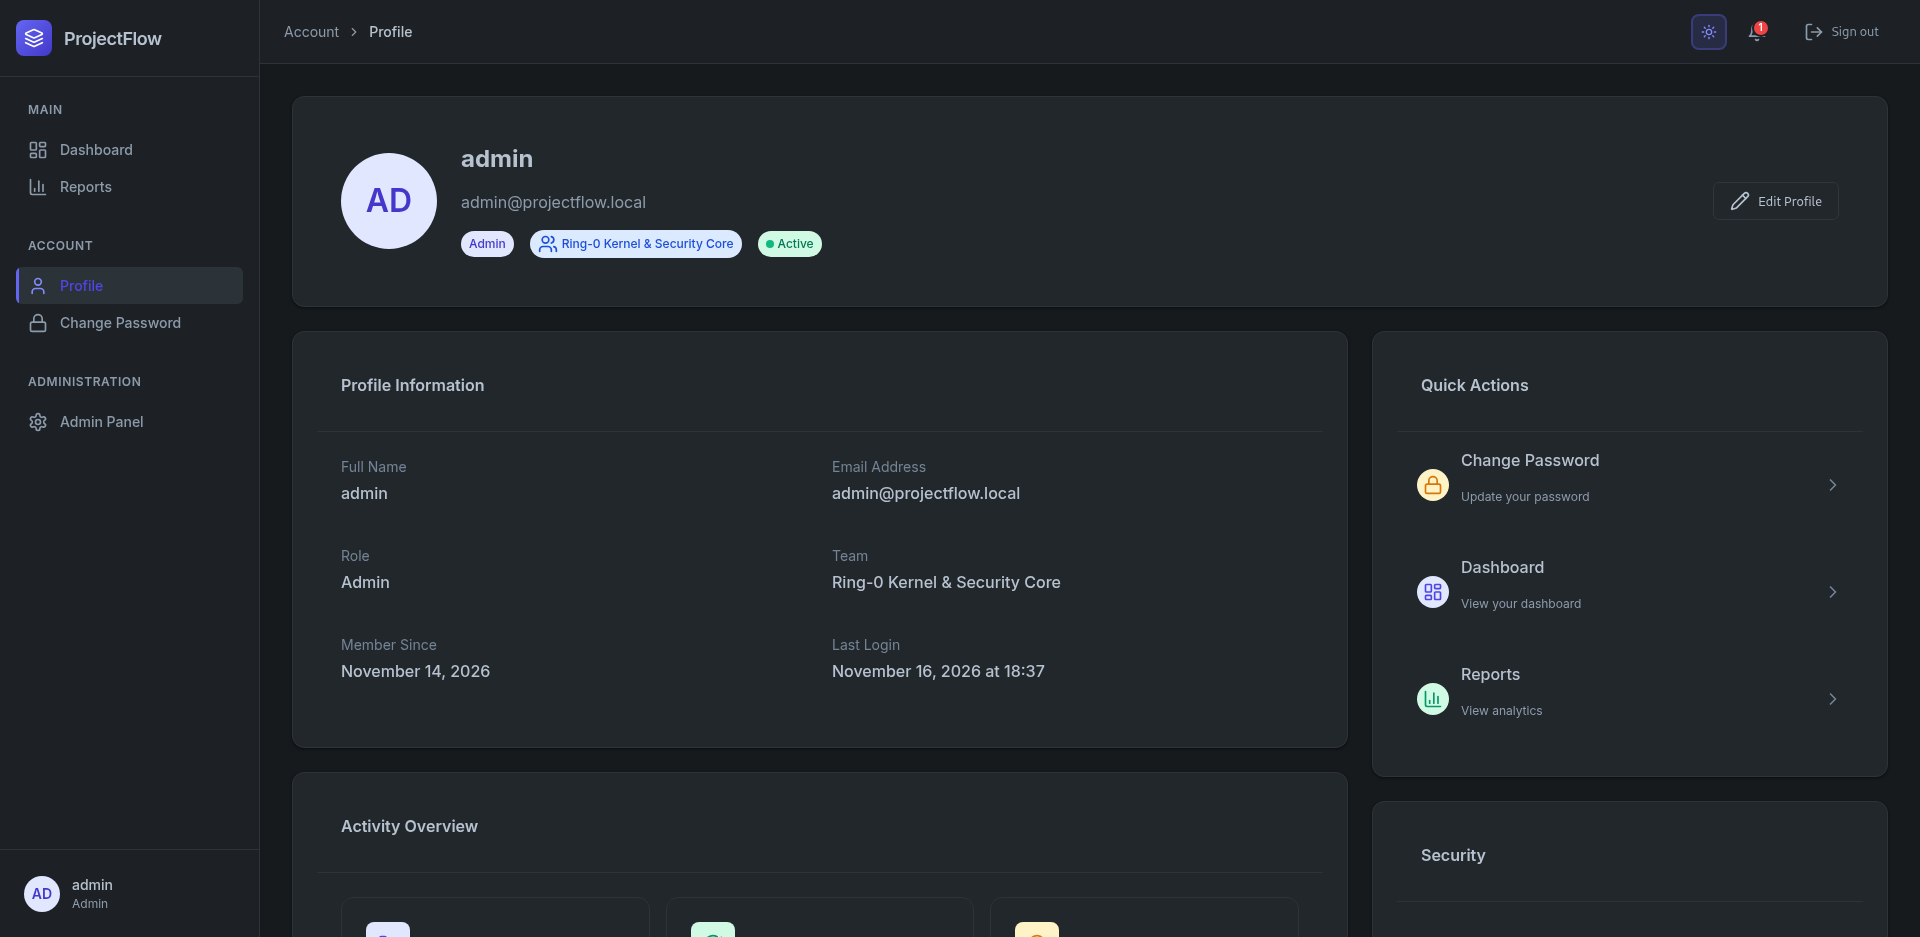 ProjectFlow
MAIN
Dashboard
Reports
ACCOUNT
Profile
Change Password
ADMINISTRATION
Admin Panel
AD
admin
Admin
Account > Profile
1
Sign out
AD
admin
admin@projectflow.local
Admin
Ring-0 Kernel & Security Core
Active
Edit Profile
Profile Information
Full Name
admin
Email Address
admin@projectflow.local
Role
Admin
Team
Ring-0 Kernel & Security Core
Member Since
November 14, 2026
Last Login
November 16, 2026 at 18:37
Activity Overview
Quick Actions
Change Password
Update your password
Dashboard
View your dashboard
Reports
View analytics
Security